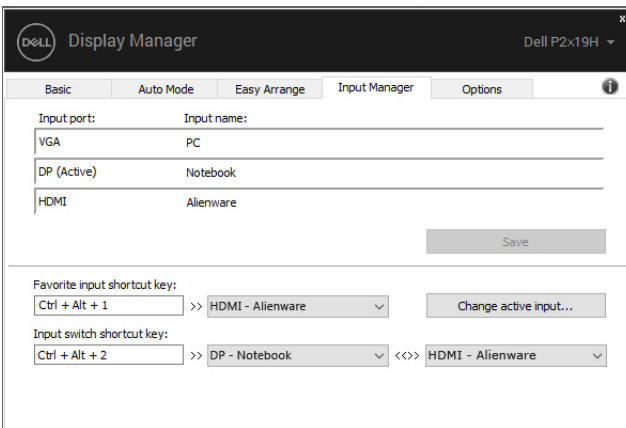 x
DELL Display Manager Dell P2x19H
Basic Auto Mode Easy Arrange Input Manager Options i
Input port: Input name:
VGA PC
DP (Active) Notebook
HDMI Alienware
Save
Favorite input shortcut key:
Ctrl + Alt + 1 >> HDMI - Alienware Change active input...
Input switch shortcut key:
Ctrl + Alt + 2 >> DP - Notebook <<>> HDMI - Alienware